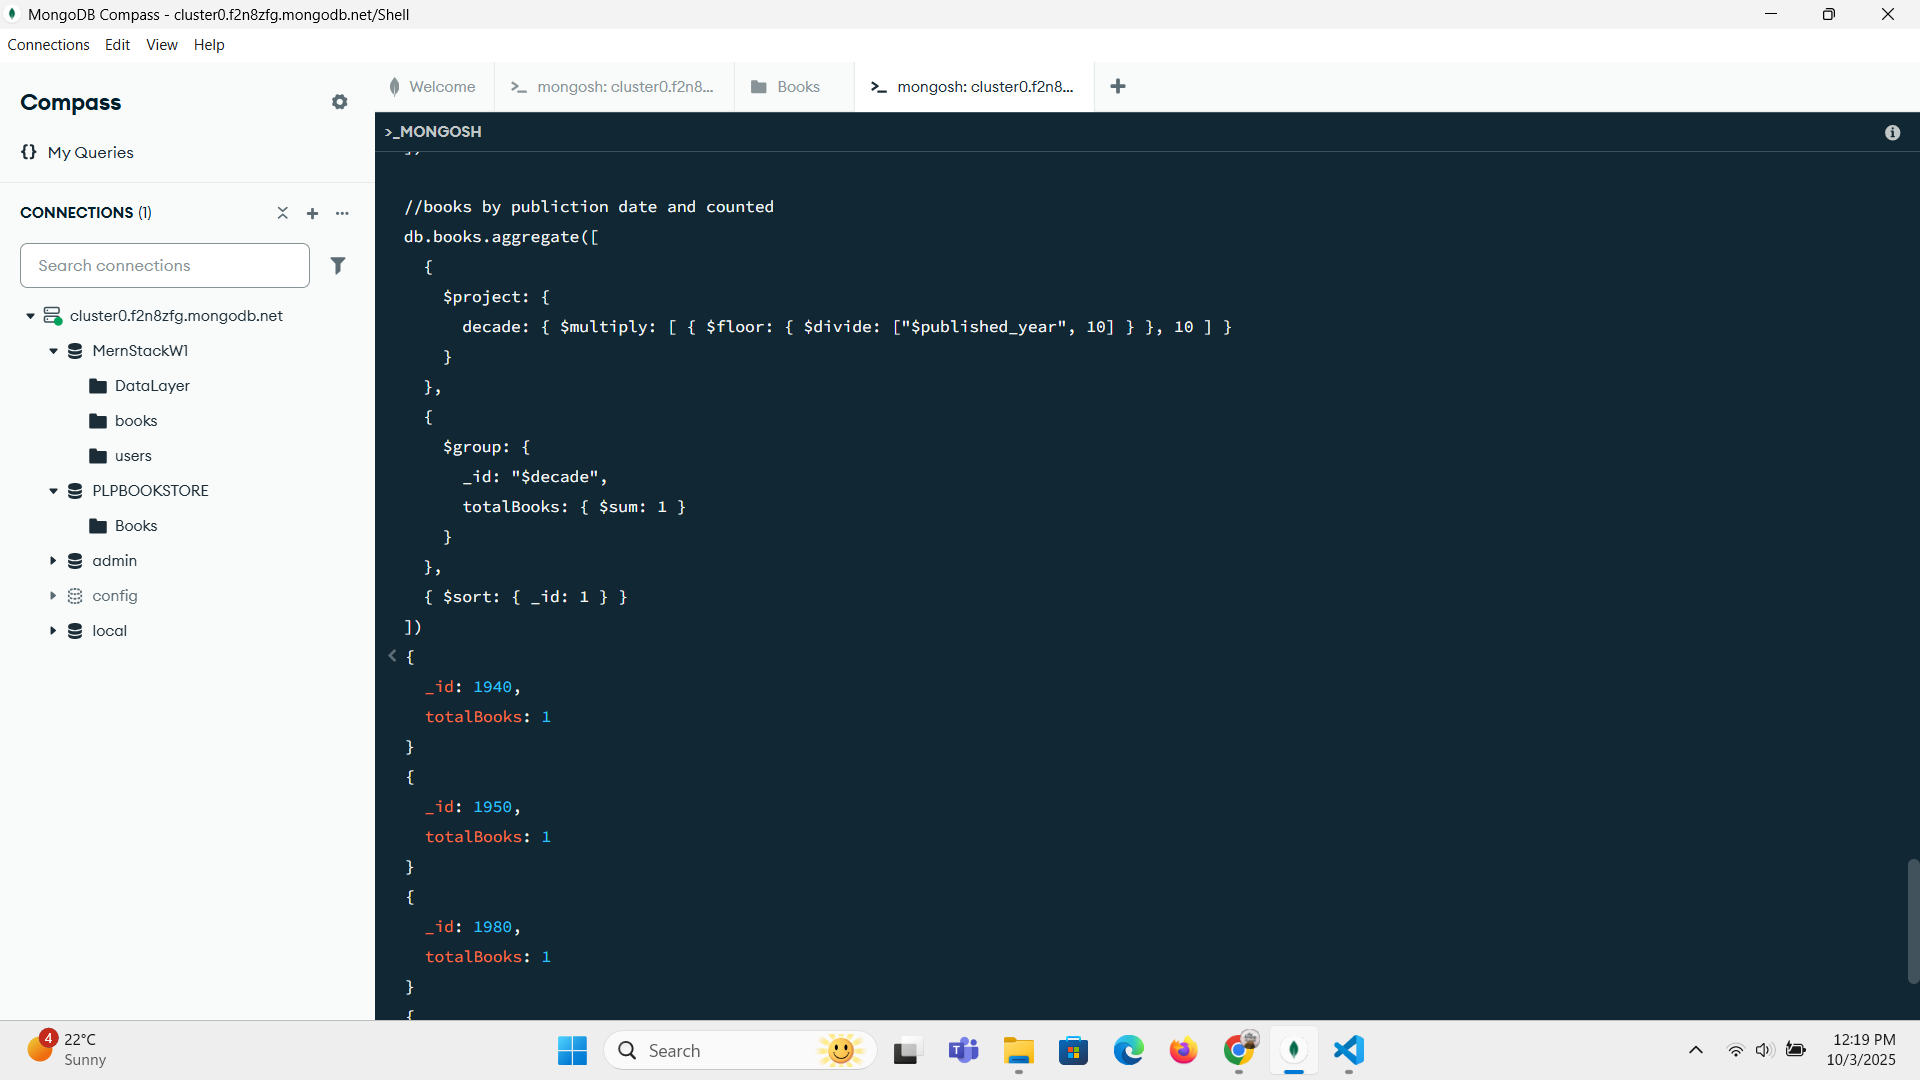 MongoDB Compass - cluster0.f2n8zfg.mongodb.net/Shell
Connections Edit View Help
Compass
My Queries
CONNECTIONS (1)
Search connections
cluster0.f2n8zfg.mongodb.net
MernStackW1
DataLayer
books
users
PLPBOOKSTORE
Books
admin
config
local
Welcome
mongosh: cluster0.f2n8...
Books
mongosh: cluster0.f2n8...
>_MONGOSH
//books by publiction date and counted
db.books.aggregate([
  {
    $project: {
      decade: { $multiply: [ { $floor: { $divide: ["$published_year", 10] } }, 10 ] }
    }
  },
  {
    $group: {
      _id: "$decade",
      totalBooks: { $sum: 1 }
    }
  },
  { $sort: { _id: 1 } }
])
{
  _id: 1940,
  totalBooks: 1
}
{
  _id: 1950,
  totalBooks: 1
}
{
  _id: 1980,
  totalBooks: 1
}
{
4
22°C
Sunny
Search
12:19 PM
10/3/2025